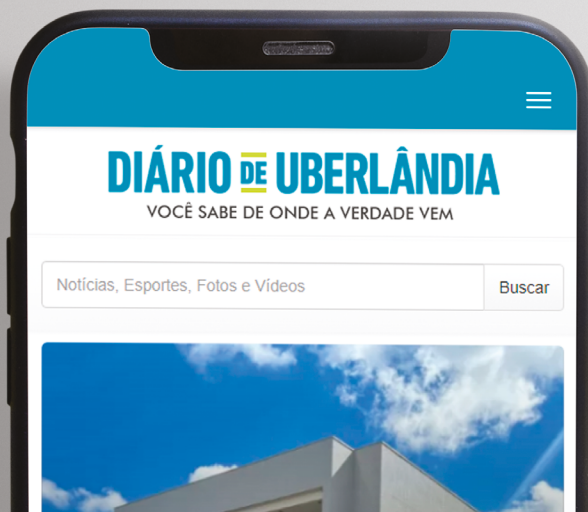 DIÁRIO DE UBERLÂNDIA
VOCÊ SABE DE ONDE A VERDADE VEM
Notícias, Esportes, Fotos e Vídeos
Buscar